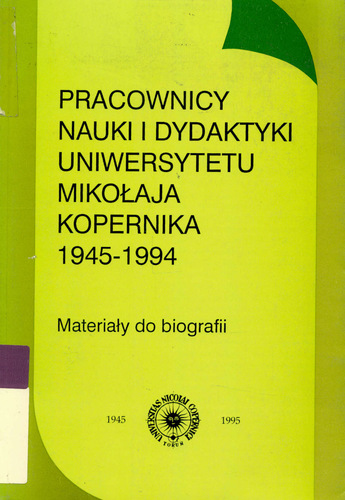 PRACOWNICY
NAUKI I DYDAKTYKI
UNIWERSYTETU
MIKOŁAJA
KOPERNIKA
1945-1994
Materiały do biografii
1945
UNIVERSITAS NICOLAI COPERNICI
TORUŃ
1995